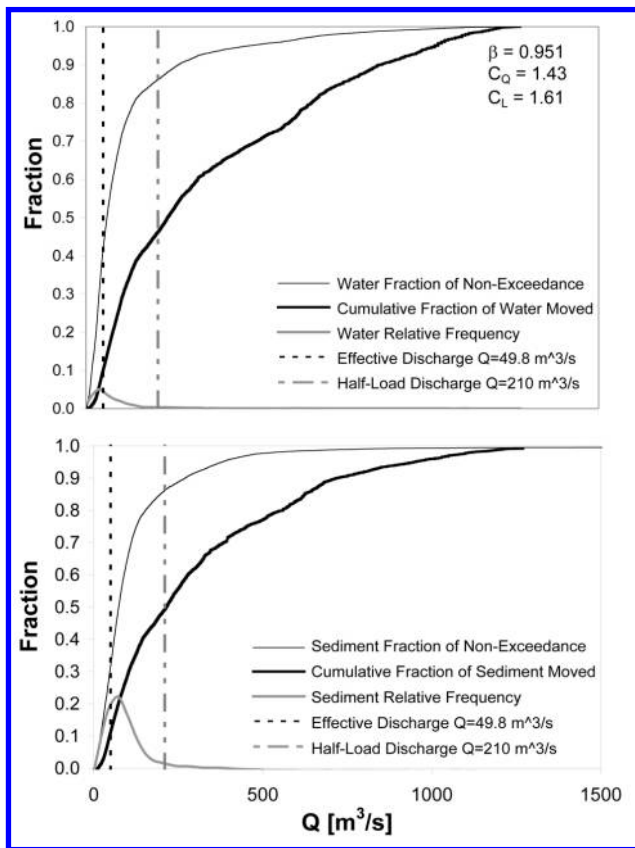 1.0
0.9
0.8
0.7
0.6
0.5
0.4
0.3
0.2
0.1
0.0
Fraction
β = 0.951
C_Q = 1.43
C_L = 1.61
Water Fraction of Non-Exceedance
Cumulative Fraction of Water Moved
Water Relative Frequency
Effective Discharge Q=49.8 m^3/s
Half-Load Discharge Q=210 m^3/s
1.0
0.9
0.8
0.7
0.6
0.5
0.4
0.3
0.2
0.1
0.0
Fraction
Sediment Fraction of Non-Exceedance
Cumulative Fraction of Sediment Moved
Sediment Relative Frequency
Effective Discharge Q=49.8 m^3/s
Half-Load Discharge Q=210 m^3/s
0 500 1000 1500
Q [m³/s]